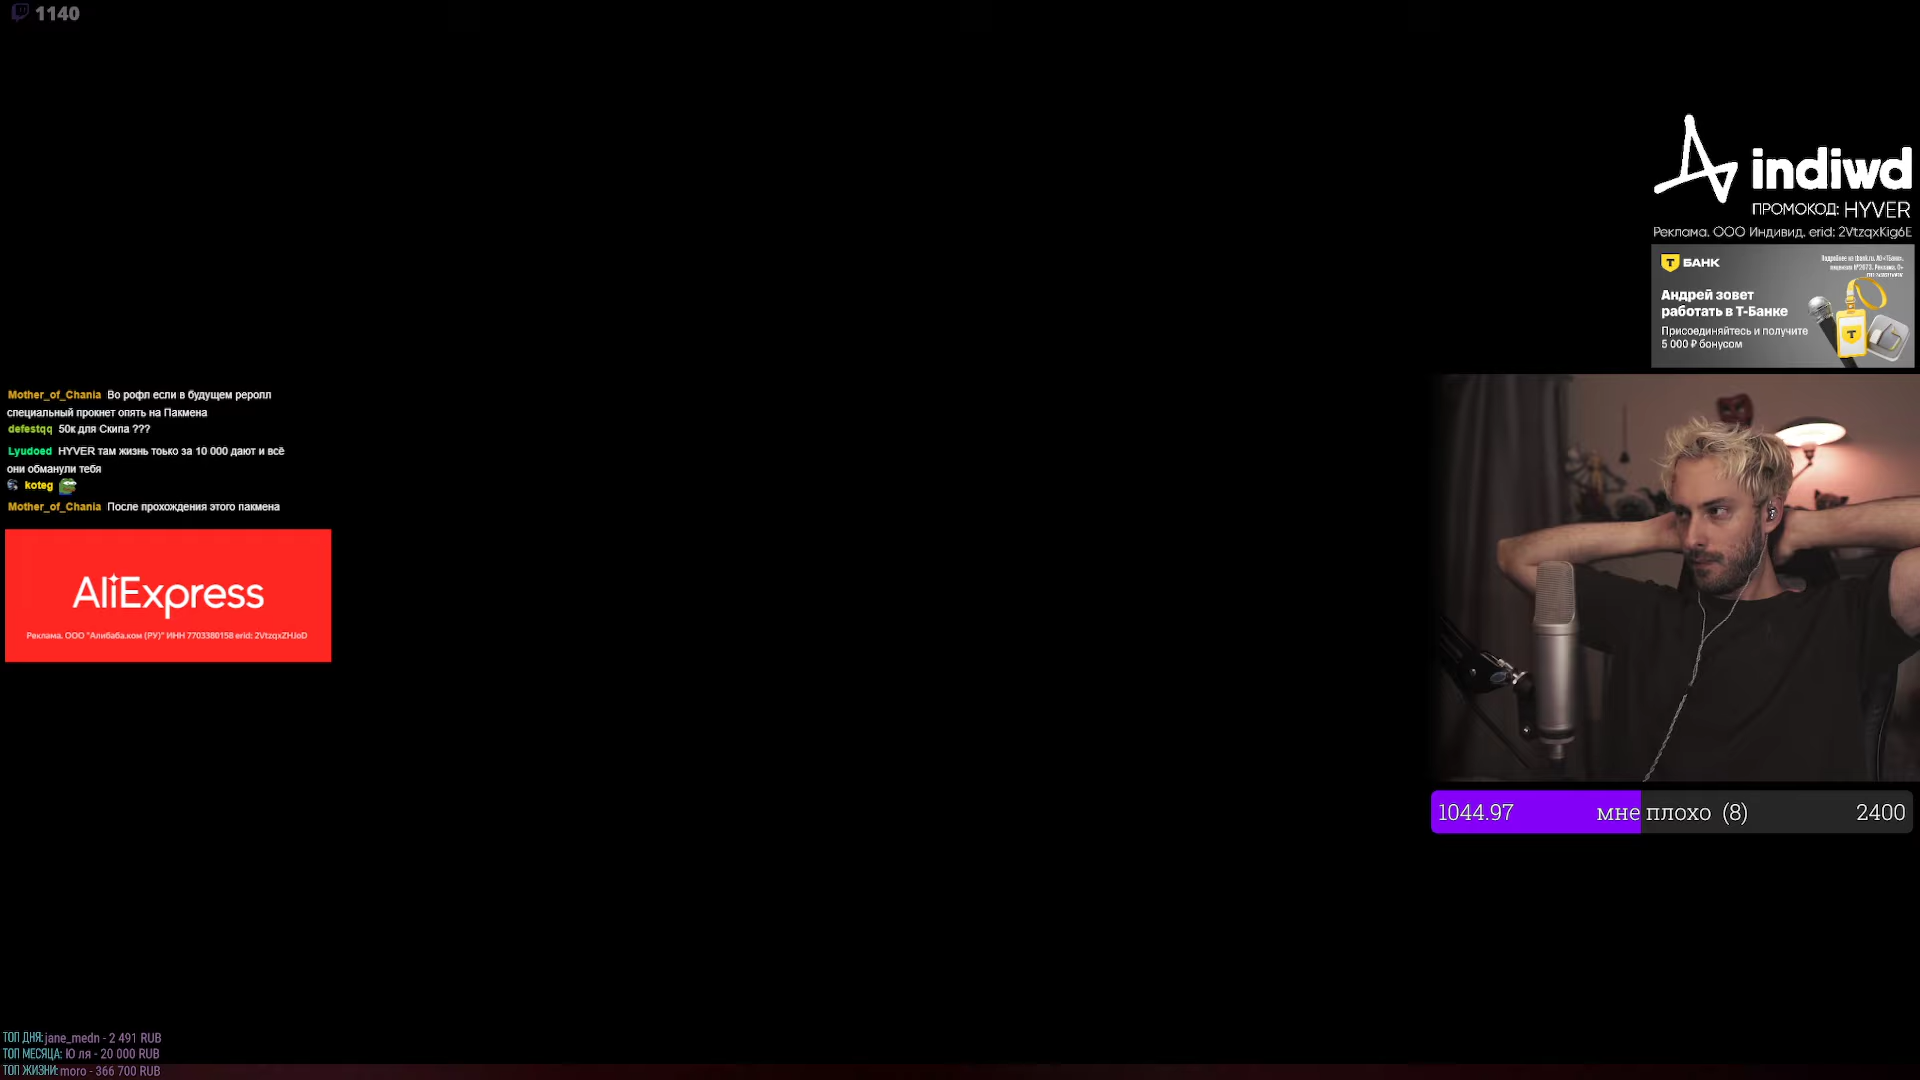 1140
indiwd
ПРОМОКОД: HYVER
Реклама. ООО Индивид. erid: 2VtzqxKig6E
Т БАНК
Андрей зовет
работать в Т-Банке
Присоединяйтесь и получите
5 000 ₽ бонусом
Mother_of_Chania Во рофл если в будущем реролл
специальный прокнет опять на Пакмена
defestqq 50к для Скипа ???
Lyudoed HYVER там жизнь тоько за 10 000 дают и всё
они обманули тебя
koteg
Mother_of_Chania После прохождения этого пакмена
AliExpress
Реклама. ООО "Алибаба.ком (РУ)" ИНН 7703380158 erid: 2VtzqxZHJoD
1044.97 мне плохо (8) 2400
ТОП ДНЯ: jane_medn - 2 491 RUB
ТОП МЕСЯЦА: Ю ля - 20 000 RUB
ТОП ЖИЗНИ: moro - 366 700 RUB